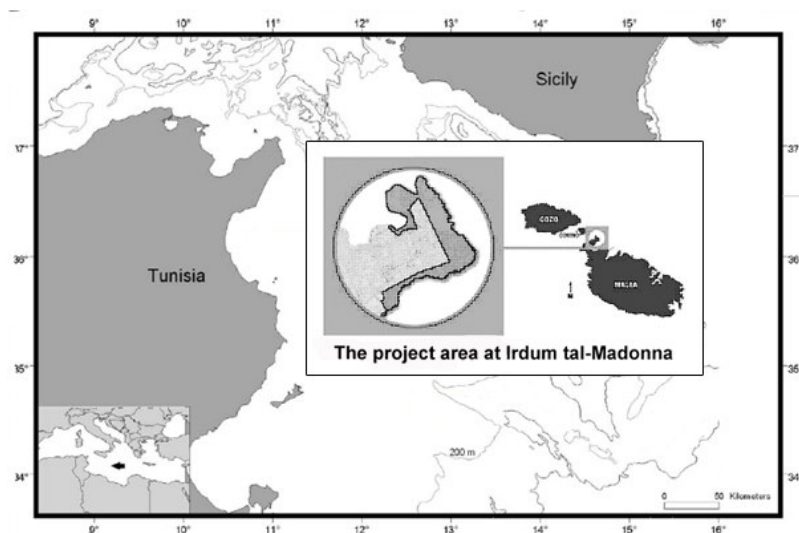 9° 10° 11° 12° 13° 14° 15° 16°
Sicily
37° 37°
GOZO
COMINO
36° 36°
Tunisia
MALTA
N
The project area at Irdum tal-Madonna
35° 35°
200 m
34° 34°
0 50 Kilometers
9° 10° 11° 12° 13° 14° 15° 16°